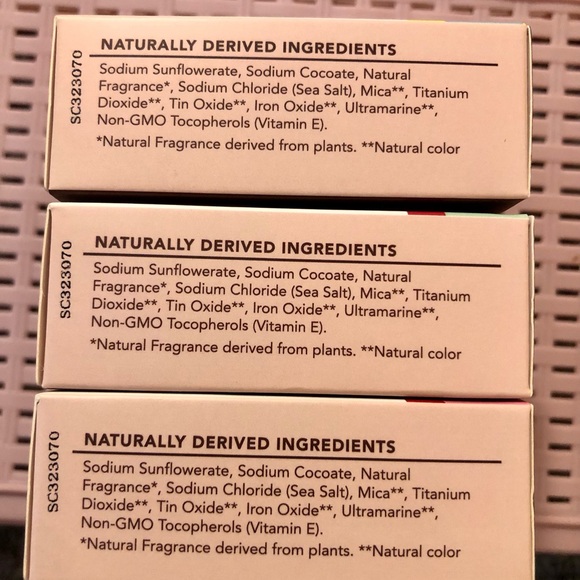 SC323070
NATURALLY DERIVED INGREDIENTS
Sodium Sunflowerate, Sodium Cocoate, Natural
Fragrance*, Sodium Chloride (Sea Salt), Mica**, Titanium
Dioxide**, Tin Oxide**, Iron Oxide**, Ultramarine**,
Non-GMO Tocopherols (Vitamin E).
*Natural Fragrance derived from plants. **Natural color
SC323070
NATURALLY DERIVED INGREDIENTS
Sodium Sunflowerate, Sodium Cocoate, Natural
Fragrance*, Sodium Chloride (Sea Salt), Mica**, Titanium
Dioxide**, Tin Oxide**, Iron Oxide**, Ultramarine**,
Non-GMO Tocopherols (Vitamin E).
*Natural Fragrance derived from plants. **Natural color
SC323070
NATURALLY DERIVED INGREDIENTS
Sodium Sunflowerate, Sodium Cocoate, Natural
Fragrance*, Sodium Chloride (Sea Salt), Mica**, Titanium
Dioxide**, Tin Oxide**, Iron Oxide**, Ultramarine**,
Non-GMO Tocopherols (Vitamin E).
*Natural Fragrance derived from plants. **Natural color